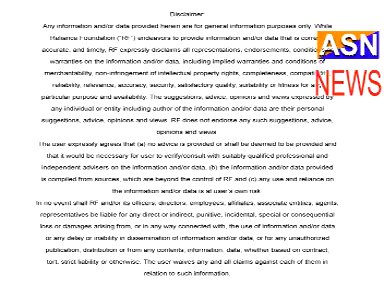 Disclaimer
Any information and/or data provided herein are for general information purposes only. While
Reliance Foundation ("RF") endeavors to provide information and/or data that is
accurate, and timely, RF expressly disclaims all representations, endorsements,
warranties on the information and/or data, including implied warranties and conditions of
merchantability, non-infringement of intellectual property rights, completeness,
reliability, relevance, accuracy, security, satisfactory quality, suitability or fitness for
particular purpose and availability. The suggestions, advice, opinions and views expressed by
any individual or entity including author of the information and/or data are their personal
suggestions, advice, opinions and views. RF does not endorse any such suggestions, advice,
opinions and views
The user expressly agrees that (a) no advice is provided or shall be deemed to be provided and
that it would be necessary for user to verify/consult with suitably qualified professional and
independent advisers on the information and/or data; (b) the information and/or data provided
is compiled from sources, which are beyond the control of RF and (c) any use and reliance on
the information and/or data is at user's own risk
In no event shall RF and/or its officers, directors, employees, affiliates, associate entities, agents,
representatives be liable for any direct or indirect, punitive, incidental, special or consequential
loss or damages arising from, or in any way connected with, the use of information and/or data
or any delay or inability in dissemination of information and/or data, or for any unauthorized
publication, distribution or from any contents, information, data, whether based on contract,
tort, strict liability or otherwise. The user waives any and all claims against each of them in
relation to such information.
ASN
NEWS